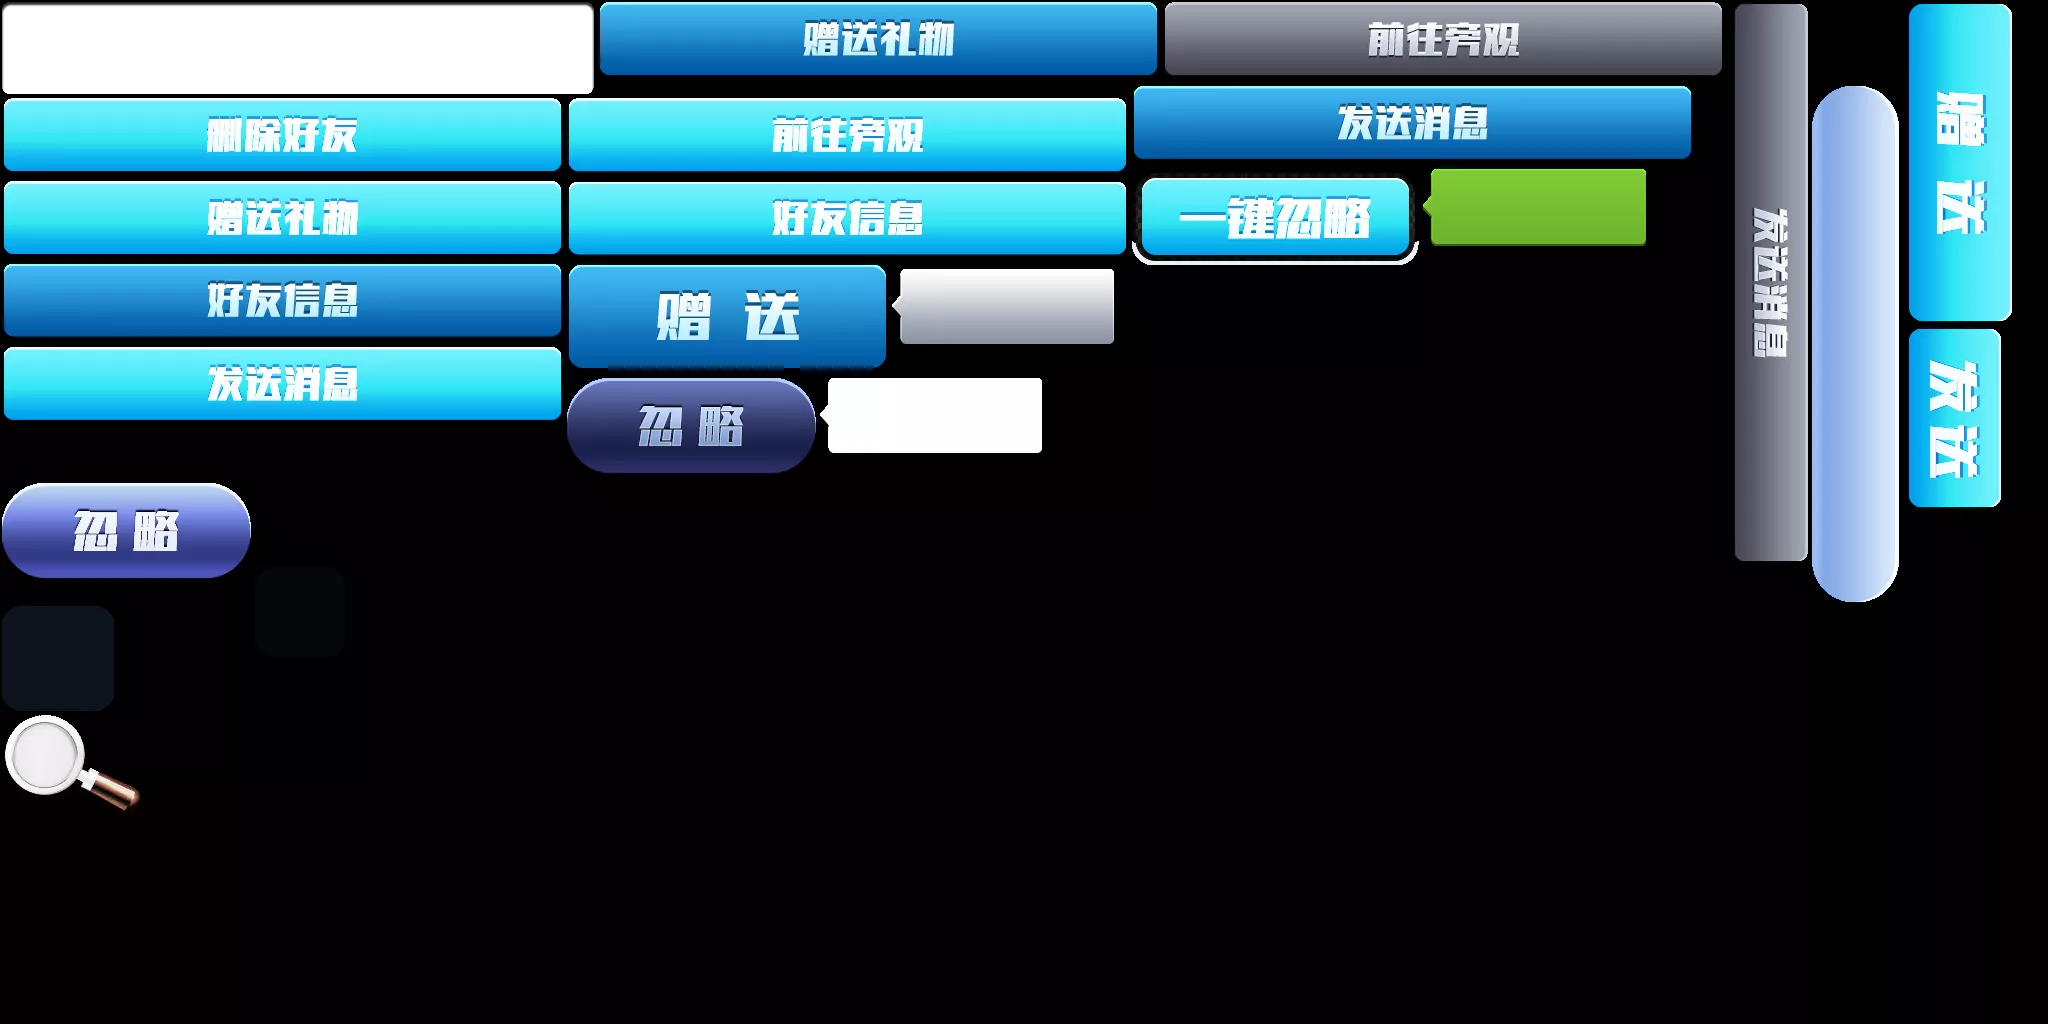 赠送礼物
前往旁观
删除好友
前往旁观
发送消息
赠送礼物
好友信息
一键忽略
好友信息
赠 送
发送消息
忽 略
忽 略
发送消息
赠 送
发 送